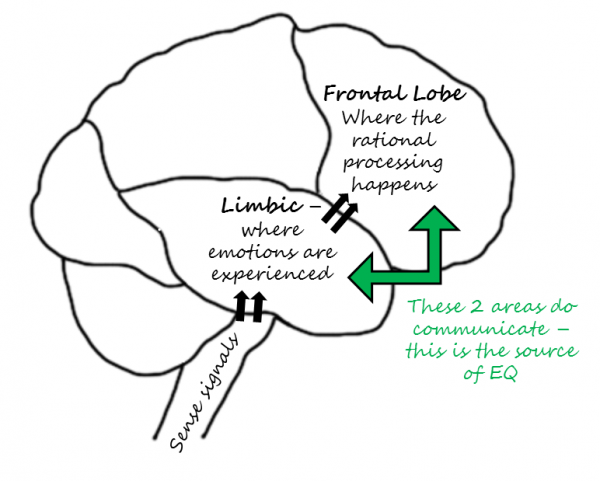 Frontal Lobe
Where the
rational
processing
happens
Limbic –
where
emotions are
experienced
These 2 areas do
communicate –
this is the source
of EQ
Sense signals